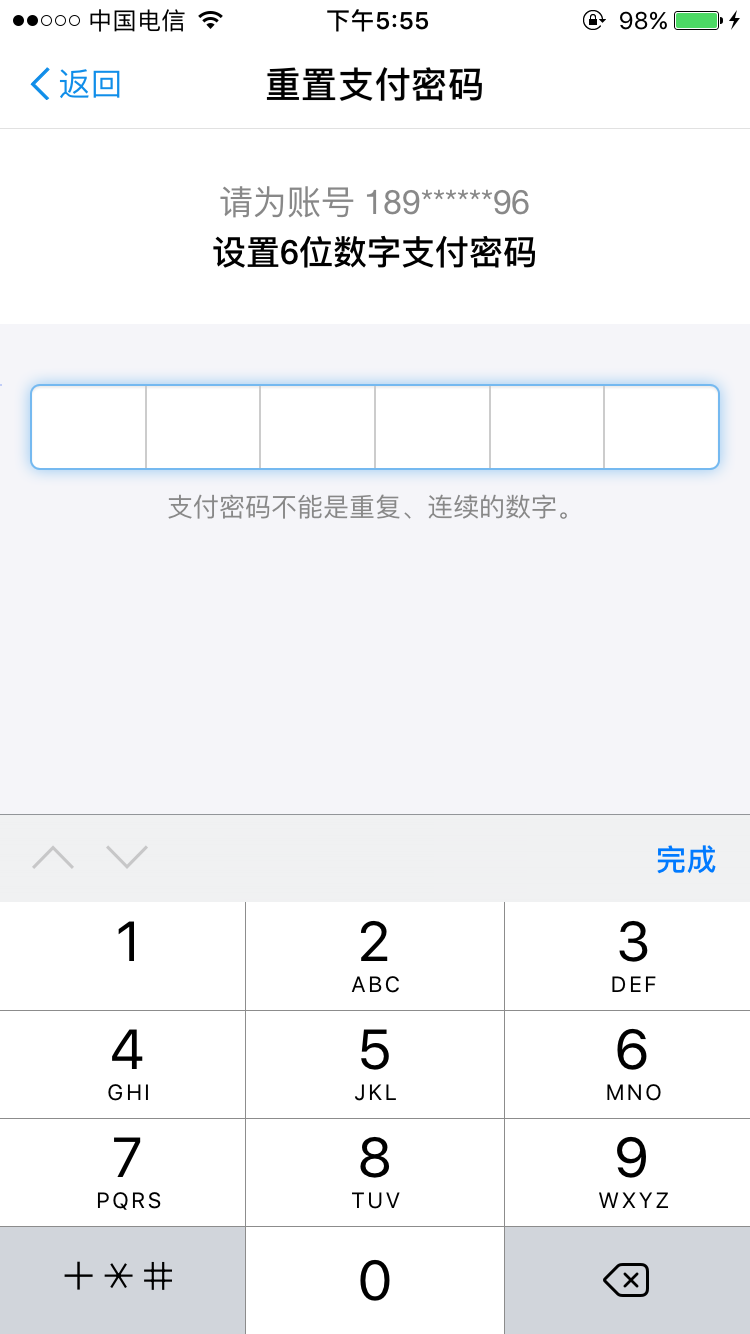 中国电信 下午5:55 98%
返回 重置支付密码
请为账号 189******96
设置6位数字支付密码
支付密码不能是重复、连续的数字。
完成
1 2 3
ABC DEF
4 5 6
GHI JKL MNO
7 8 9
PQRS TUV WXYZ
+*# 0